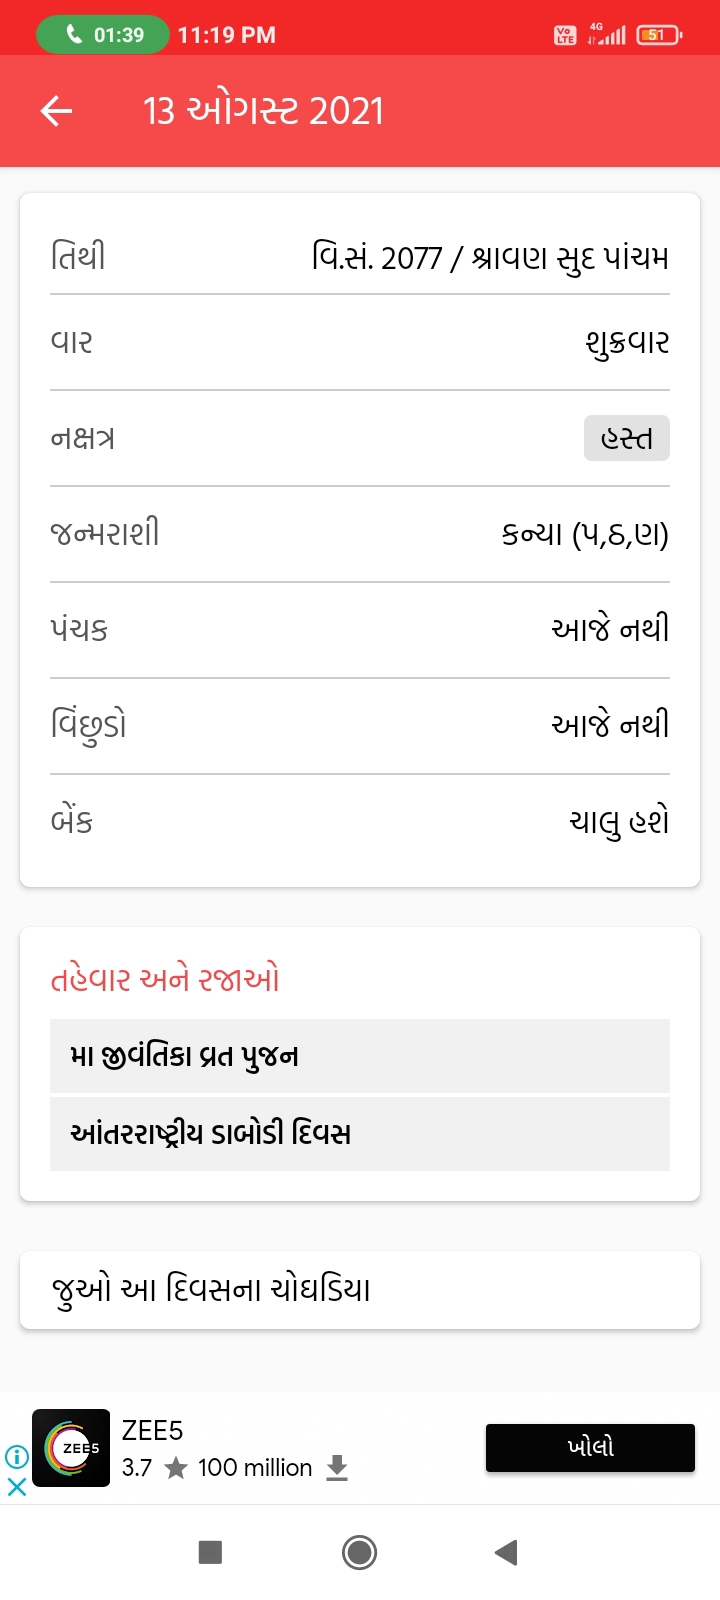 01:39 11:19 PM Vo LTE 4G 51
13 ઓગસ્ટ 2021
તિથી વિ.સં. 2077 / શ્રાવણ સુદ પાંચમ
વાર શુક્રવાર
નક્ષત્ર હસ્ત
જન્મરાશી કન્યા (પ,ઠ,ણ)
પંચક આજે નથી
વિંછુડો આજે નથી
બેંક ચાલુ હશે
તહેવાર અને રજાઓ
મા જીવંતિકા વ્રત પુજન
આંતરરાષ્ટ્રીય ડાબોડી દિવસ
જુઓ આ દિવસના ચોઘડિયા
ZEE5
ZEE5
3.7 ★ 100 million
ખોલો